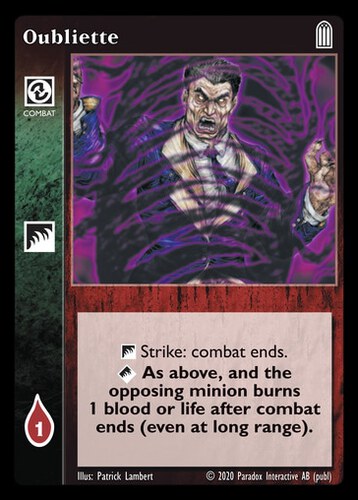 Oubliette
COMBAT
Strike: combat ends.
As above, and the
opposing minion burns
1 blood or life after combat
ends (even at long range).
1
Illus: Patrick Lambert © 2020 Paradox Interactive AB (publ)